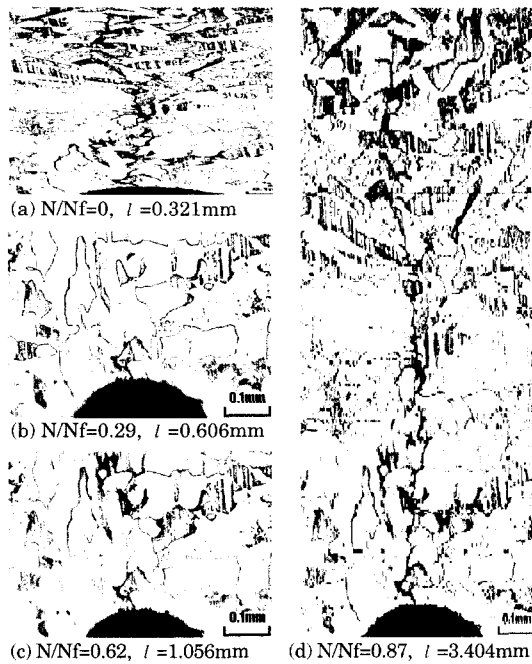 (a) N/Nf=0, l =0.321mm
0.1mm
(b) N/Nf=0.29, l =0.606mm
0.1mm
(c) N/Nf=0.62, l =1.056mm
0.1mm
(d) N/Nf=0.87, l =3.404mm